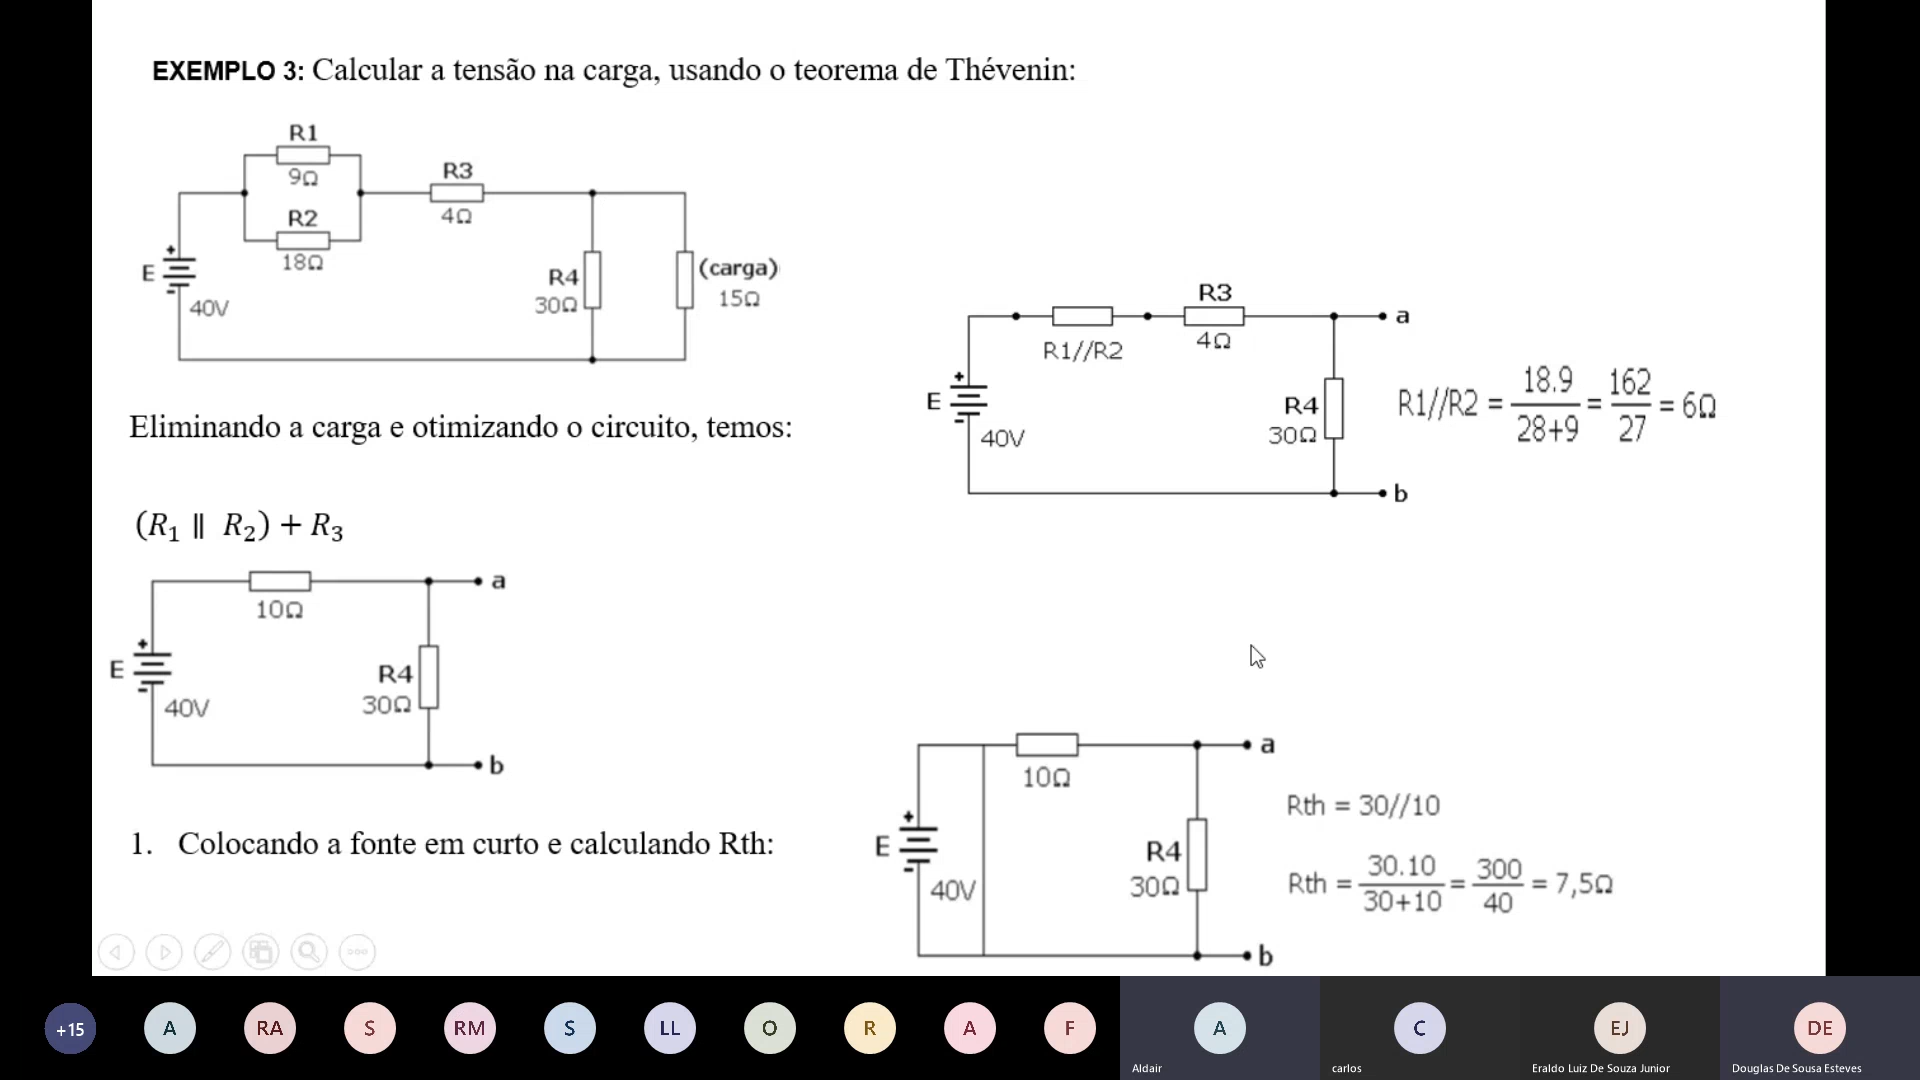 EXEMPLO 3: Calcular a tensão na carga, usando o teorema de Thévenin:
R1
9Ω
R2
18Ω
R3
4Ω
E
+
-
40V
R4
30Ω
(carga)
15Ω
R3
4Ω
R1//R2
a
E
+
-
40V
R4
30Ω
b
R1//R2 = 18.9 / 28+9 = 162 / 27 = 6Ω
Eliminando a carga e otimizando o circuito, temos:
(R₁ ∥ R₂) + R₃
10Ω
a
E
+
-
40V
R4
30Ω
b
1. Colocando a fonte em curto e calculando Rth:
10Ω
a
E
+
-
40V
R4
30Ω
b
Rth = 30//10
Rth = 30.10 / 30+10 = 300 / 40 = 7,5Ω
+15
A
RA
S
RM
S
LL
O
R
A
F
A
Aldair
C
carlos
EJ
Eraldo Luiz De Souza Junior
DE
Douglas De Sousa Esteves